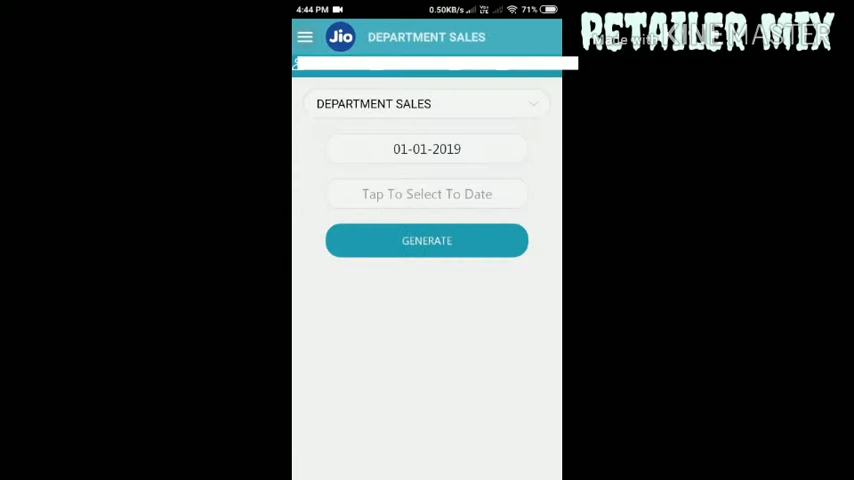 4:44 PM 0.50KB/s 71%
RETAILER MIX
Made with KINEMASTER
Jio DEPARTMENT SALES
DEPARTMENT SALES
01-01-2019
Tap To Select To Date
GENERATE